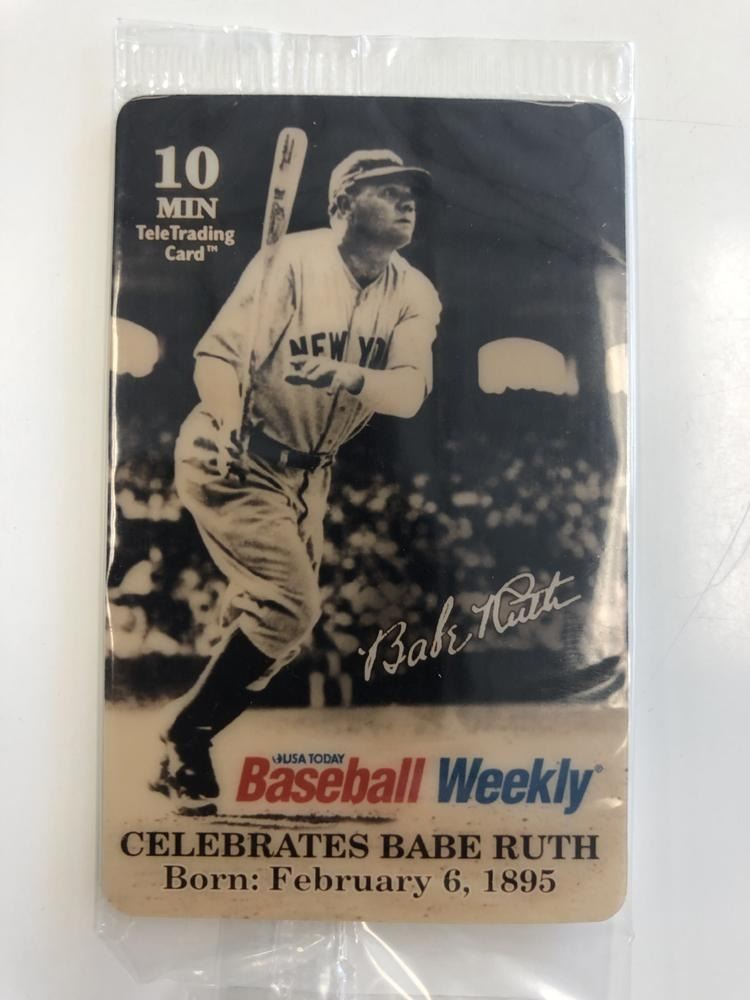 10
MIN
TeleTrading
Card™
NEW YO
Babe Ruth
USA TODAY
Baseball Weekly®
CELEBRATES BABE RUTH
Born: February 6, 1895